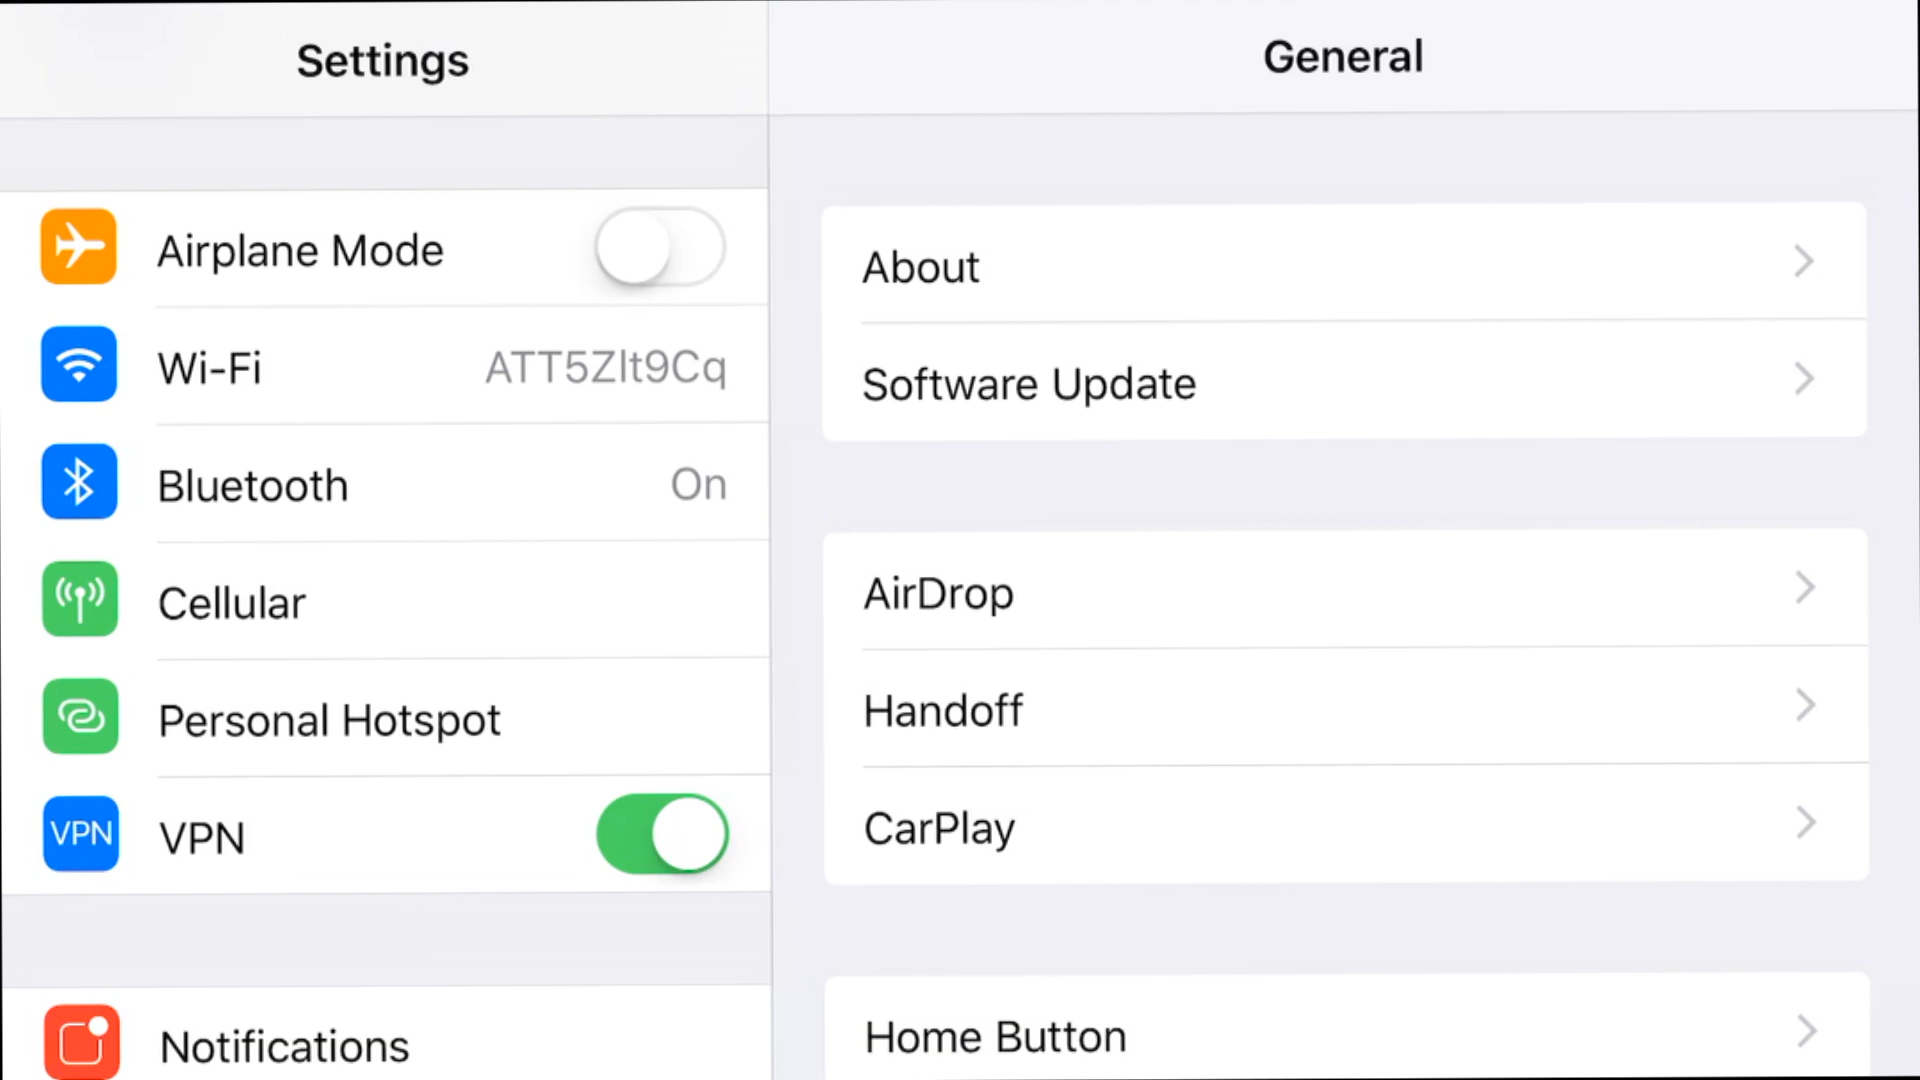 Settings
Airplane Mode
Wi-Fi ATT5Zlt9Cq
Bluetooth On
Cellular
Personal Hotspot
VPN VPN
Notifications
General
About
Software Update
AirDrop
Handoff
CarPlay
Home Button